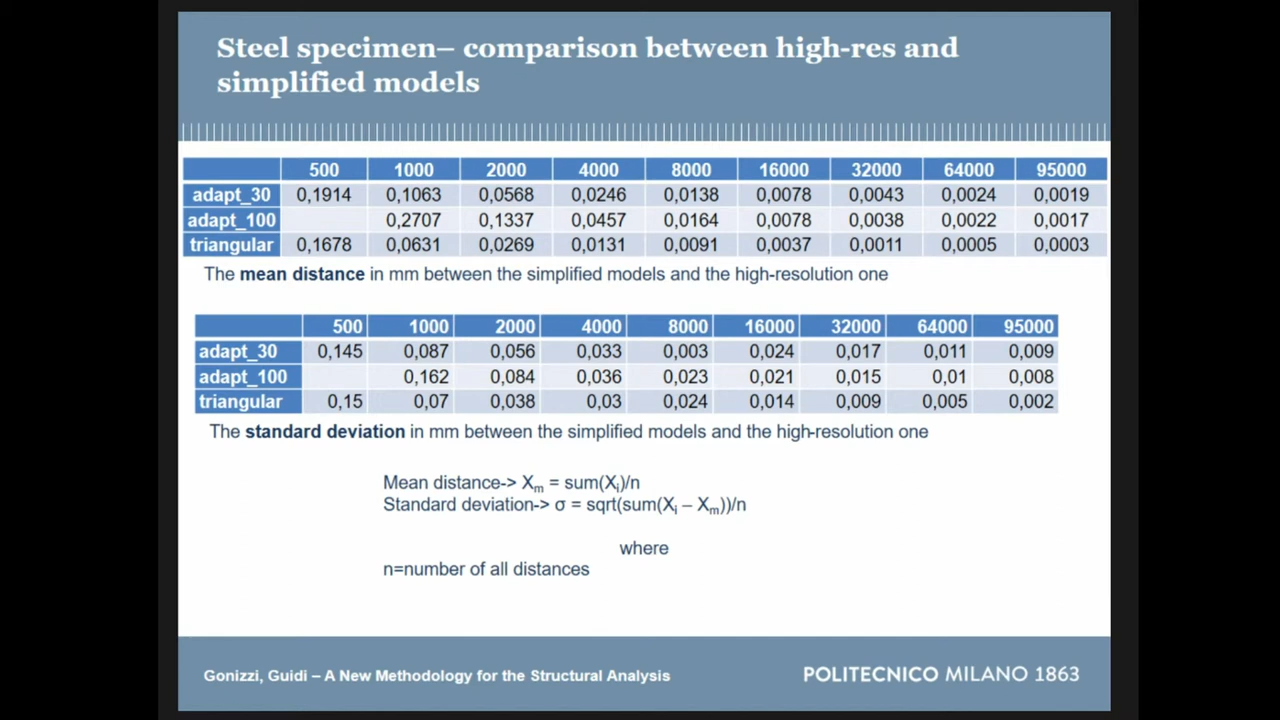 Steel specimen– comparison between high-res and
simplified models
500 1000 2000 4000 8000 16000 32000 64000 95000
adapt_30 0,1914 0,1063 0,0568 0,0246 0,0138 0,0078 0,0043 0,0024 0,0019
adapt_100 0,2707 0,1337 0,0457 0,0164 0,0078 0,0038 0,0022 0,0017
triangular 0,1678 0,0631 0,0269 0,0131 0,0091 0,0037 0,0011 0,0005 0,0003
The mean distance in mm between the simplified models and the high-resolution one
500 1000 2000 4000 8000 16000 32000 64000 95000
adapt_30 0,145 0,087 0,056 0,033 0,003 0,024 0,017 0,011 0,009
adapt_100 0,162 0,084 0,036 0,023 0,021 0,015 0,01 0,008
triangular 0,15 0,07 0,038 0,03 0,024 0,014 0,009 0,005 0,002
The standard deviation in mm between the simplified models and the high-resolution one
Mean distance-> Xm = sum(Xi)/n
Standard deviation-> σ = sqrt(sum(Xi – Xm))/n
where
n=number of all distances
Gonizzi, Guidi – A New Methodology for the Structural Analysis
POLITECNICO MILANO 1863